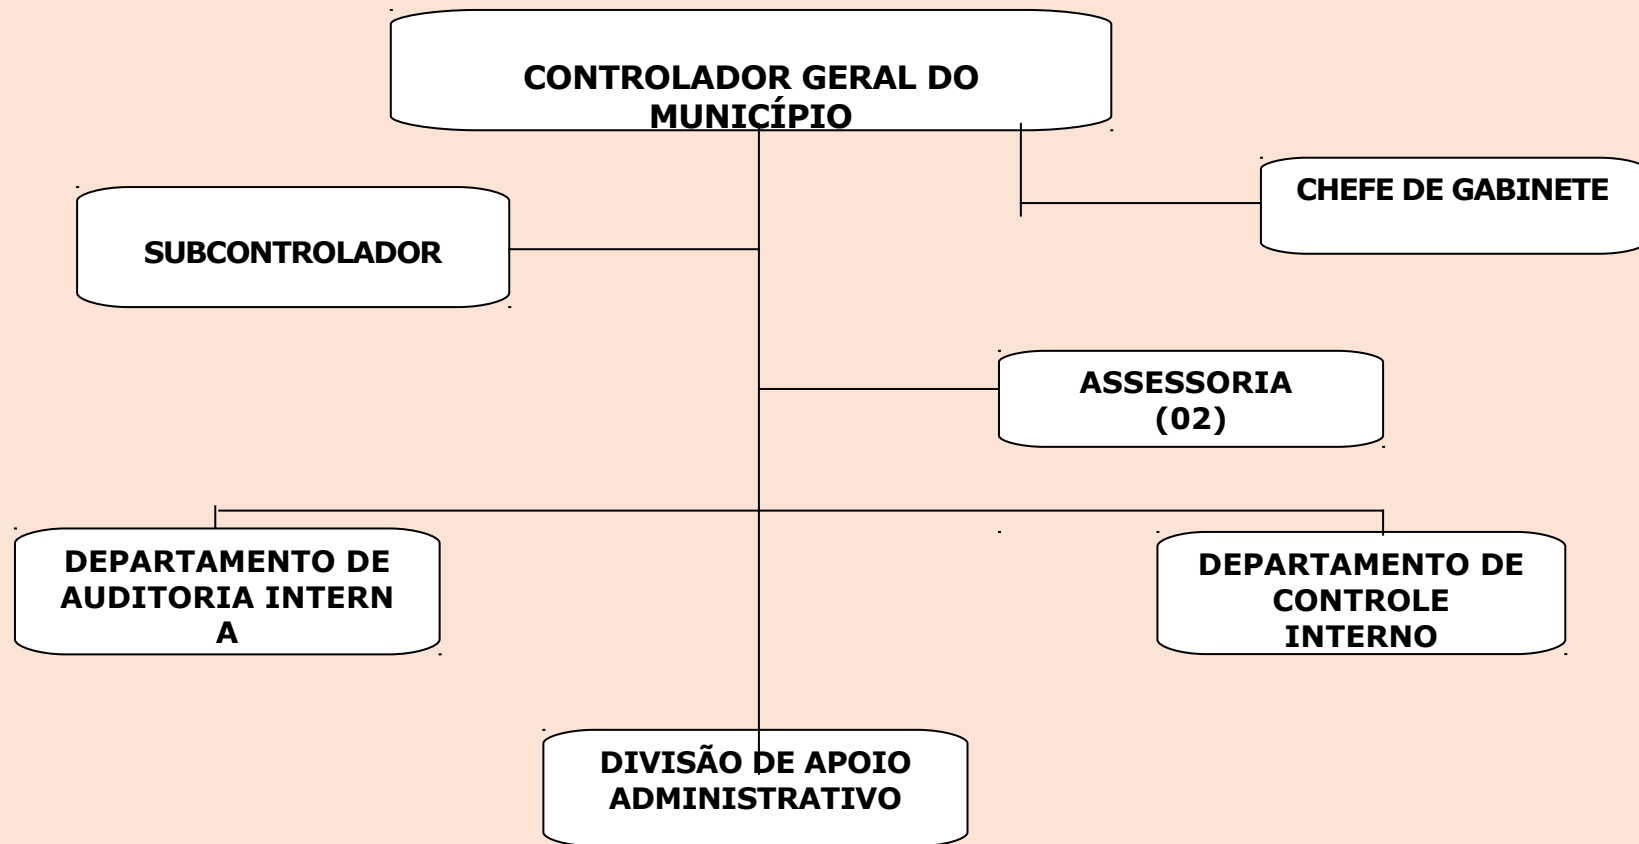 CONTROLADOR GERAL DO
MUNICÍPIO
CHEFE DE GABINETE
SUBCONTROLADOR
ASSESSORIA
(02)
DEPARTAMENTO DE
AUDITORIA INTERN
A
DEPARTAMENTO DE
CONTROLE
INTERNO
DIVISÃO DE APOIO
ADMINISTRATIVO